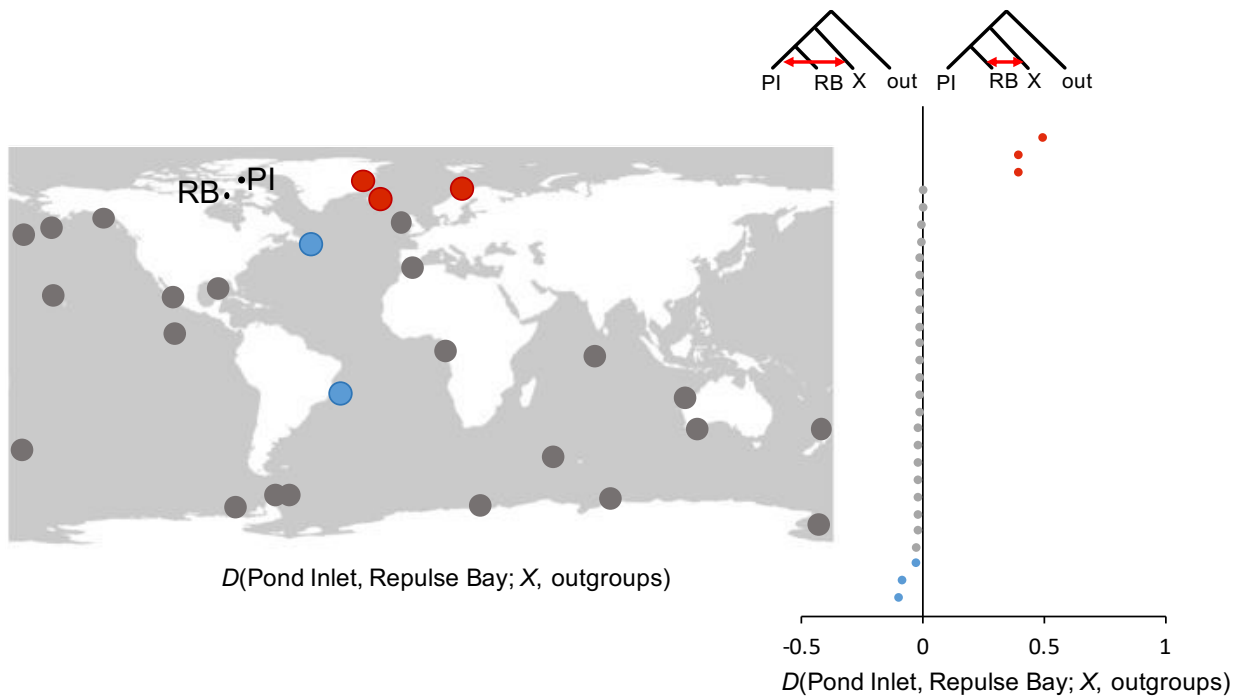 PI RB X out PI RB X out
PI
RB
D(Pond Inlet, Repulse Bay; X, outgroups)
-0.5 0 0.5 1
D(Pond Inlet, Repulse Bay; X, outgroups)